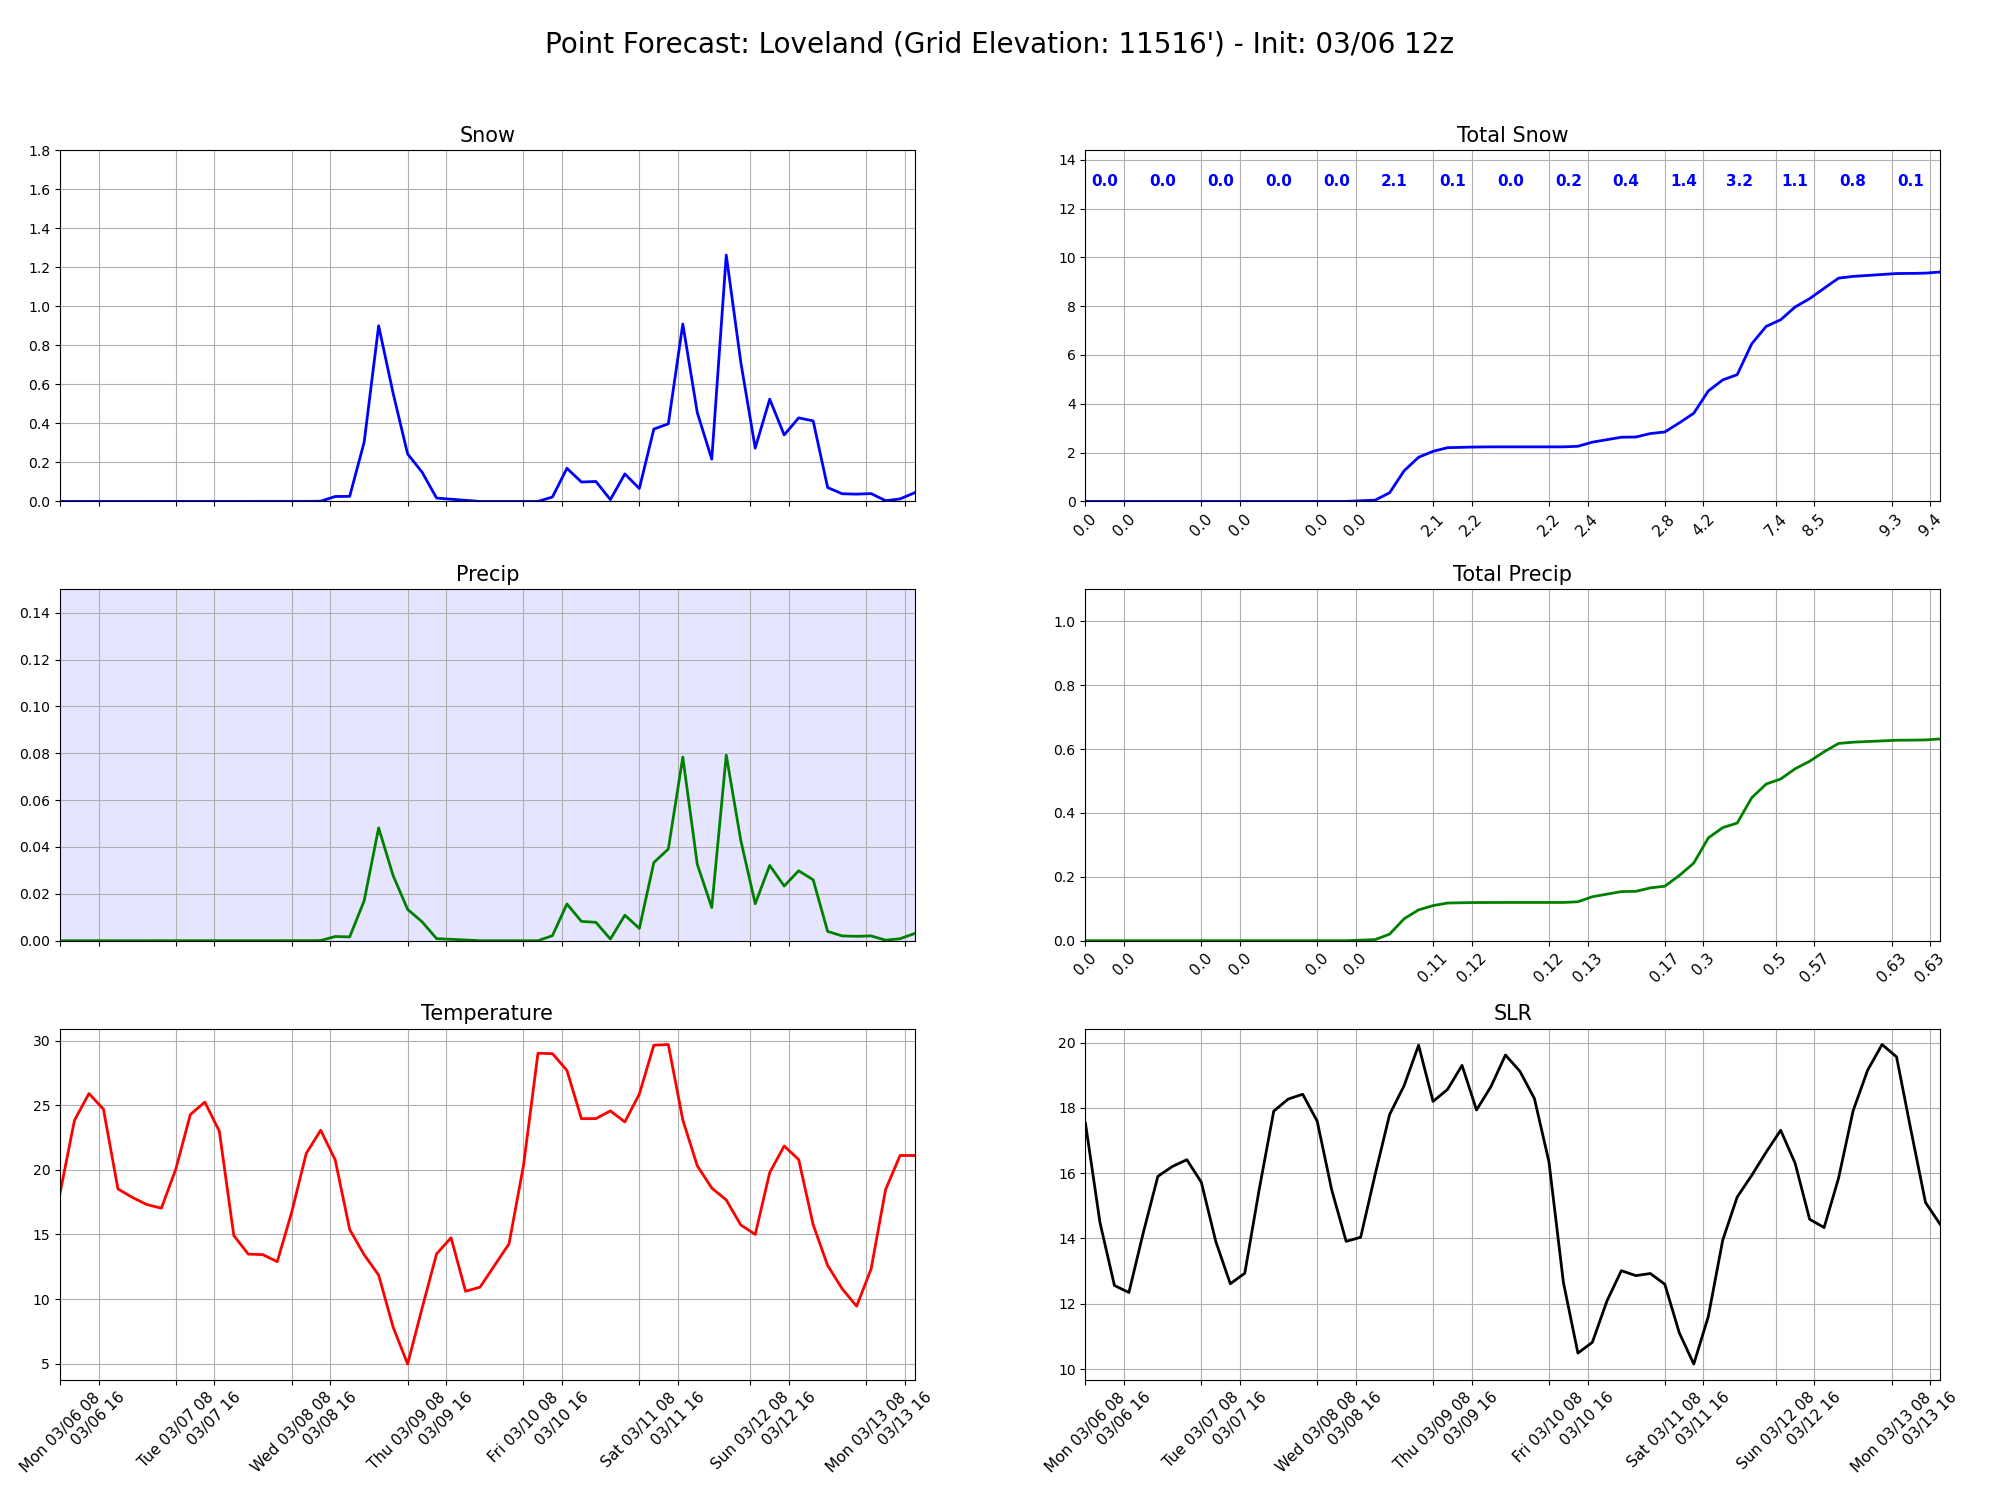 Point Forecast: Loveland (Grid Elevation: 11516') - Init: 03/06 12z
Snow
1.8
1.6
1.4
1.2
1.0
0.8
0.6
0.4
0.2
0.0
Total Snow
14
12
10
8
6
4
2
0
0.0 0.0 0.0 0.0 0.0 2.1 0.1 0.0 0.2 0.4 1.4 3.2 1.1 0.8 0.1
0.0 0.0 0.0 0.0 0.0 0.0 2.1 2.2 2.2 2.4 2.8 4.2 7.4 8.5 9.3 9.4
Precip
0.14
0.12
0.10
0.08
0.06
0.04
0.02
0.00
Total Precip
1.0
0.8
0.6
0.4
0.2
0.0
0.0 0.0 0.0 0.0 0.0 0.0 0.11 0.12 0.12 0.13 0.17 0.3 0.5 0.57 0.63 0.63
Temperature
30
25
20
15
10
5
Mon 03/06 08
03/06 16
Tue 03/07 08
03/07 16
Wed 03/08 08
03/08 16
Thu 03/09 08
03/09 16
Fri 03/10 08
03/10 16
Sat 03/11 08
03/11 16
Sun 03/12 08
03/12 16
Mon 03/13 08
03/13 16
SLR
20
18
16
14
12
10
Mon 03/06 08
03/06 16
Tue 03/07 08
03/07 16
Wed 03/08 08
03/08 16
Thu 03/09 08
03/09 16
Fri 03/10 08
03/10 16
Sat 03/11 08
03/11 16
Sun 03/12 08
03/12 16
Mon 03/13 08
03/13 16